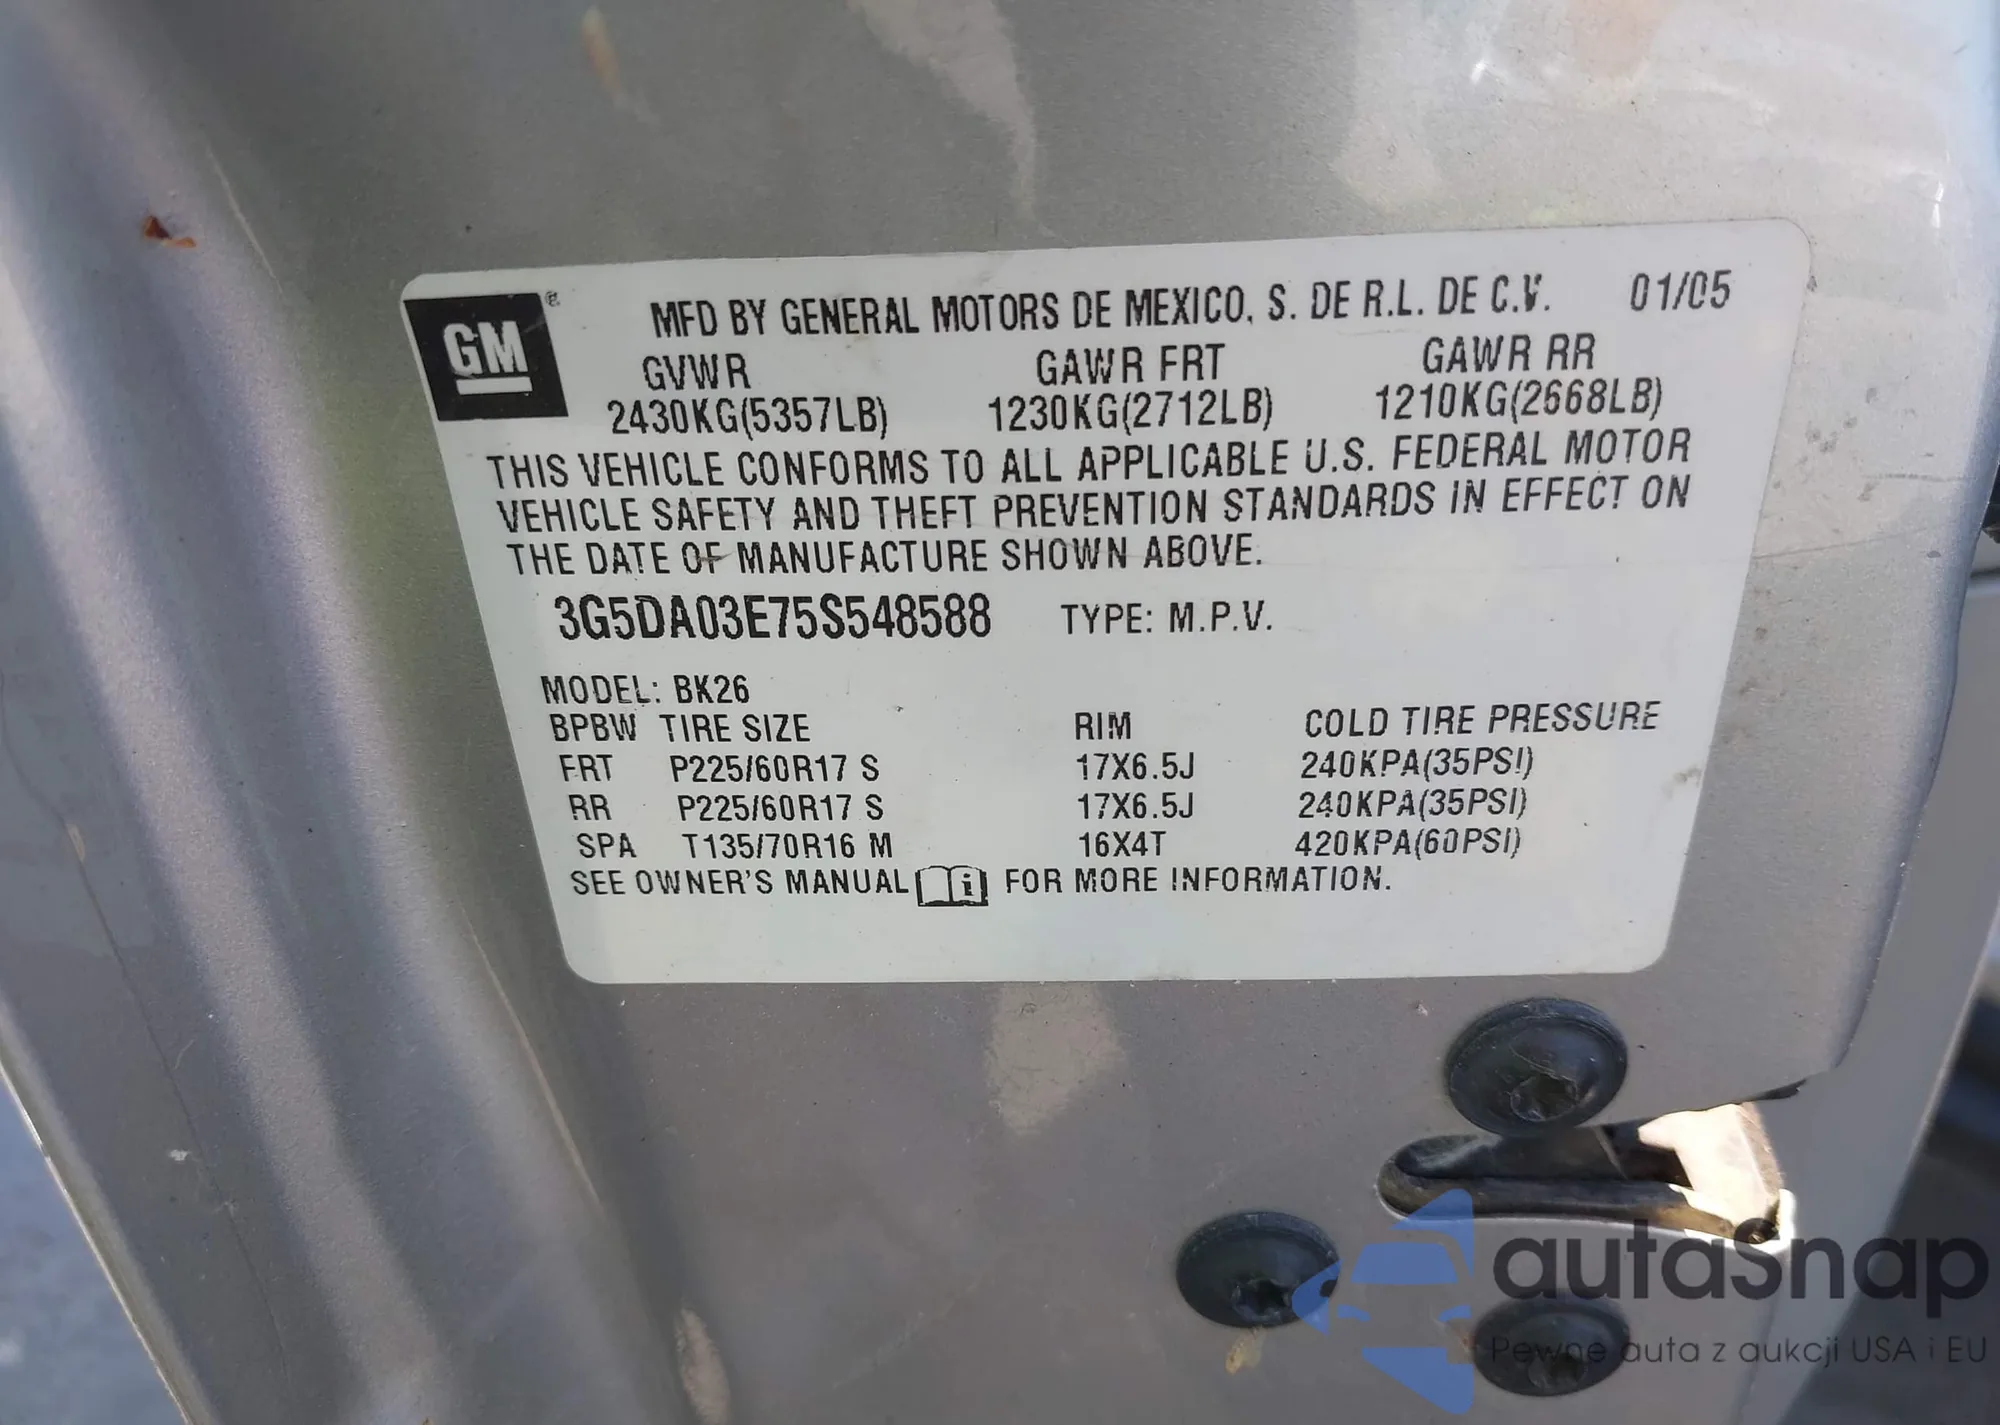 GM ®
MFD BY GENERAL MOTORS DE MEXICO, S. DE R.L. DE C.V. 01/05
GVWR GAWR FRT GAWR RR
2430KG(5357LB) 1230KG(2712LB) 1210KG(2668LB)
THIS VEHICLE CONFORMS TO ALL APPLICABLE U.S. FEDERAL MOTOR
VEHICLE SAFETY AND THEFT PREVENTION STANDARDS IN EFFECT ON
THE DATE OF MANUFACTURE SHOWN ABOVE.
3G5DA03E75S548588 TYPE: M.P.V.
MODEL: BK26
BPBW TIRE SIZE RIM COLD TIRE PRESSURE
FRT P225/60R17 S 17X6.5J 240KPA(35PSI)
RR P225/60R17 S 17X6.5J 240KPA(35PSI)
SPA T135/70R16 M 16X4T 420KPA(60PSI)
SEE OWNER'S MANUAL FOR MORE INFORMATION.
autasnap
Pewne auta z aukcji USA i EU